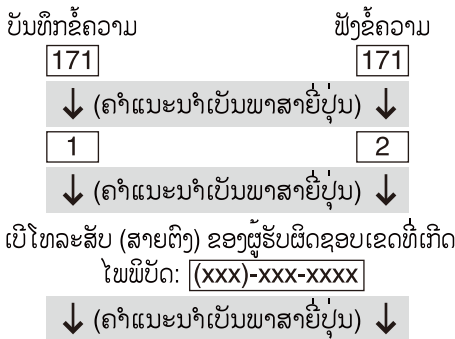 ບັນທຶກຂໍ້ຄວາມ ຟັງຂໍ້ຄວາມ
171 171
↓ (ຄຳແນະນຳເປັນພາສາຍີ່ປຸ່ນ) ↓
1 2
↓ (ຄຳແນະນຳເປັນພາສາຍີ່ປຸ່ນ) ↓
ເບີໂທລະສັບ (ສາຍຕົງ) ຂອງຜູ້ຮັບຜິດຊອບເຂດທີ່ເກີດ
ໄພພິບັດ: (xxx)-xxx-xxxx
↓ (ຄຳແນະນຳເປັນພາສາຍີ່ປຸ່ນ) ↓